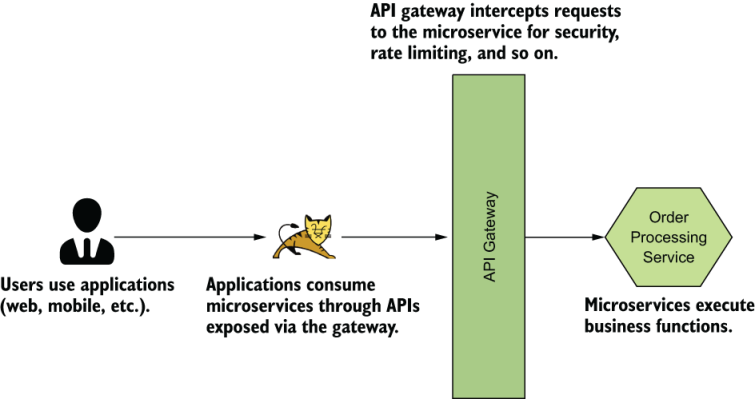 API gateway intercepts requests
to the microservice for security,
rate limiting, and so on.
API Gateway
Order
Processing
Service
Users use applications
(web, mobile, etc.).
Applications consume
microservices through APIs
exposed via the gateway.
Microservices execute
business functions.